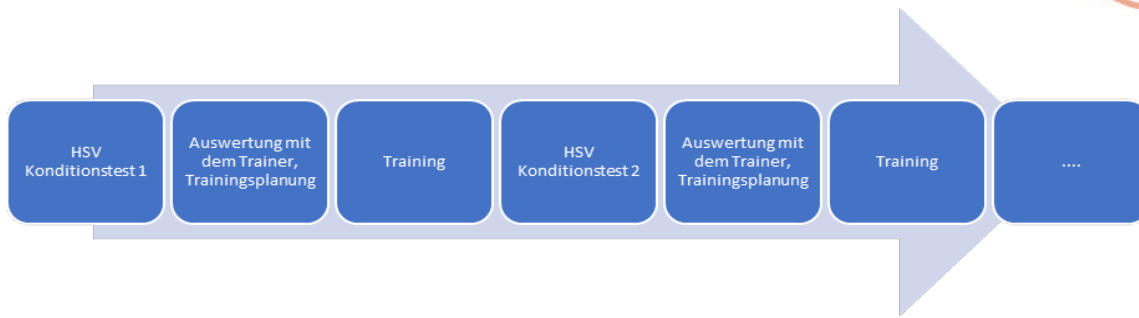 HSV
Konditionstest 1
Auswertung mit
dem Trainer,
Trainingsplanung
Training
HSV
Konditionstest 2
Auswertung mit
dem Trainer,
Trainingsplanung
Training
....